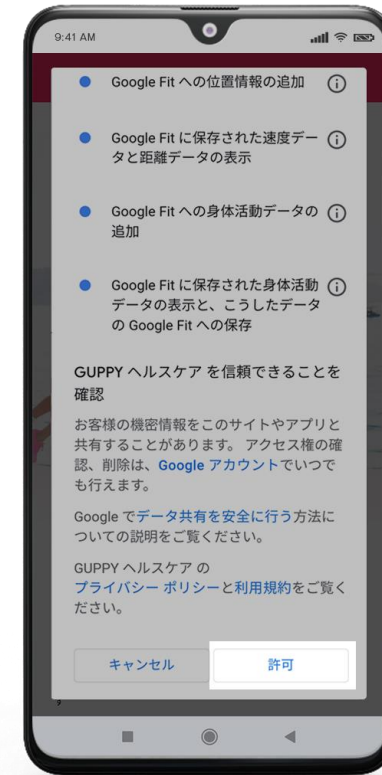 9:41 AM
Google Fit への位置情報の追加
Google Fit に保存された速度デー
タと距離データの表示
Google Fit への身体活動データの
追加
Google Fit に保存された身体活動
データの表示と、こうしたデータ
の Google Fit への保存
GUPPY ヘルスケア を信頼できることを
確認
お客様の機密情報をこのサイトやアプリと
共有することがあります。 アクセス権の確
認、削除は、Google アカウントでいつで
も行えます。
Google でデータ共有を安全に行う方法に
ついての説明をご覧ください。
GUPPY ヘルスケア の
プライバシー ポリシーと利用規約をご覧く
ださい。
キャンセル 許可